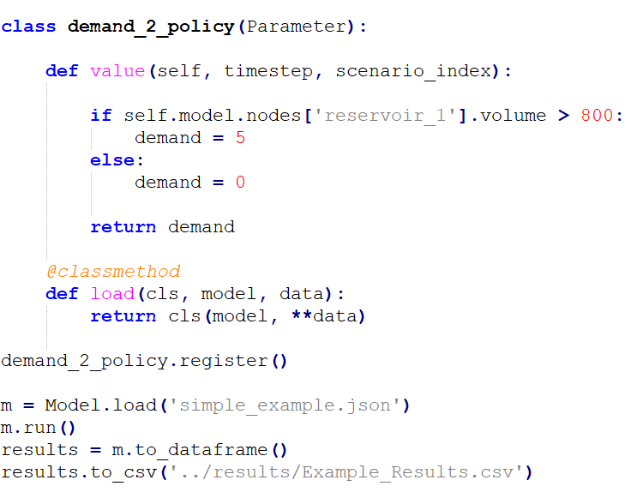 class demand_2_policy(Parameter):
def value(self, timestep, scenario_index):
if self.model.nodes['reservoir_1'].volume > 800:
demand = 5
else:
demand = 0
return demand
@classmethod
def load(cls, model, data):
return cls(model, **data)
demand_2_policy.register()
m = Model.load('simple_example.json')
m.run()
results = m.to_dataframe()
results.to_csv('../results/Example_Results.csv')